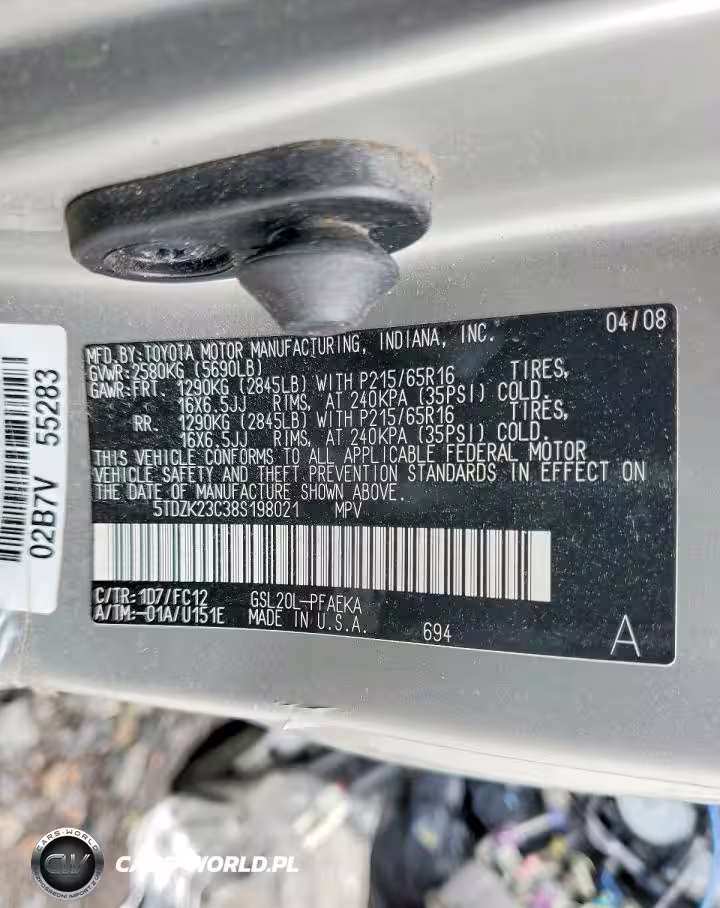 MFD.BY:TOYOTA MOTOR MANUFACTURING, INDIANA, INC. 04/08
GVWR:2580KG (5690LB)
GAWR-FRT. 1290KG (2845LB) WITH P215/65R16 TIRES,
16X6.5JJ RIMS, AT 240KPA (35PSI) COLD.
RR. 1290KG (2845LB) WITH P215/65R16 TIRES,
16X6.5JJ RIMS, AT 240KPA (35PSI) COLD.
THIS VEHICLE CONFORMS TO ALL APPLICABLE FEDERAL MOTOR
VEHICLE SAFETY AND THEFT PREVENTION STANDARDS IN EFFECT ON
THE DATE OF MANUFACTURE SHOWN ABOVE.
5TDZK23C38S198021 MPV
C/TR: 1D7/FC12 GSL20L-PFAEKA
A/TM:-01A/U151E MADE IN U.S.A. 694 A
02B7V 55283
CARS-WORLD
CW
CARS-WORLD.PL